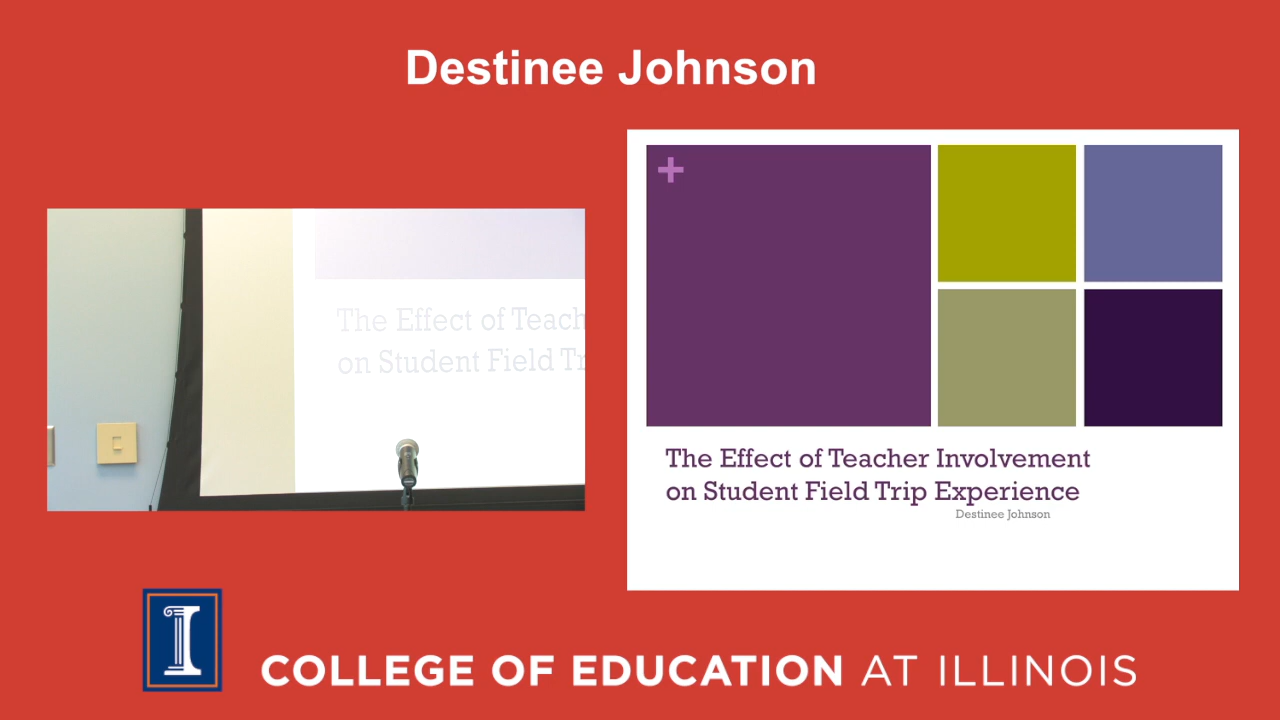 Destinee Johnson
The Effect of Teach
on Student Field Tr
+
The Effect of Teacher Involvement
on Student Field Trip Experience
Destinee Johnson
I
COLLEGE OF EDUCATION AT ILLINOIS